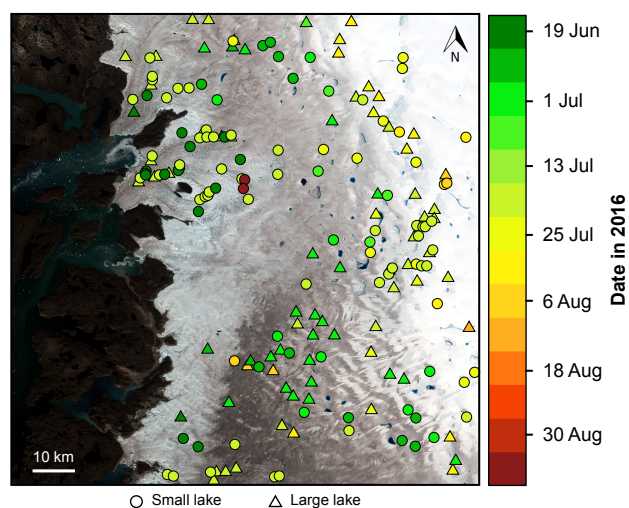 N
19 Jun
1 Jul
13 Jul
25 Jul
6 Aug
18 Aug
30 Aug
Date in 2016
10 km
Small lake
Large lake